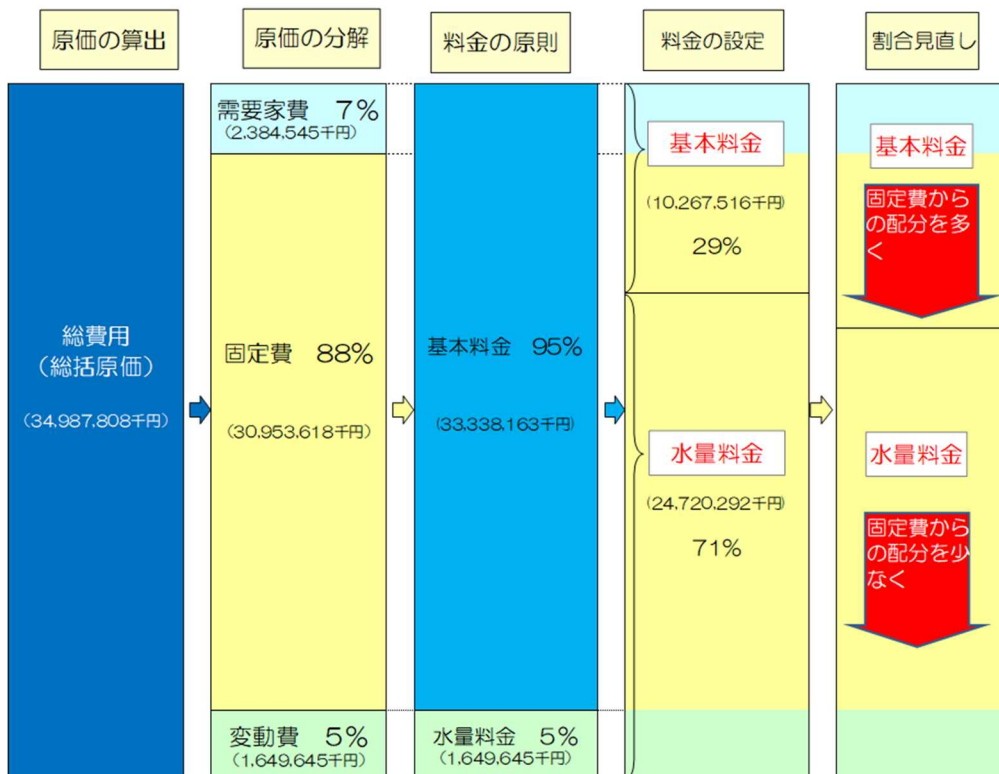 原価の算出
原価の分解
料金の原則
料金の設定
割合見直し
総費用
(総括原価)
(34,987,808千円)
需要家費 7%
(2,384,545千円)
固定費 88%
(30,953,618千円)
変動費 5%
(1,649,645千円)
基本料金 95%
(33,338,163千円)
水量料金 5%
(1,649,645千円)
基本料金
(10,267,516千円)
29%
水量料金
(24,720,292千円)
71%
基本料金
固定費から
の配分を多
く
水量料金
固定費から
の配分を少
なく